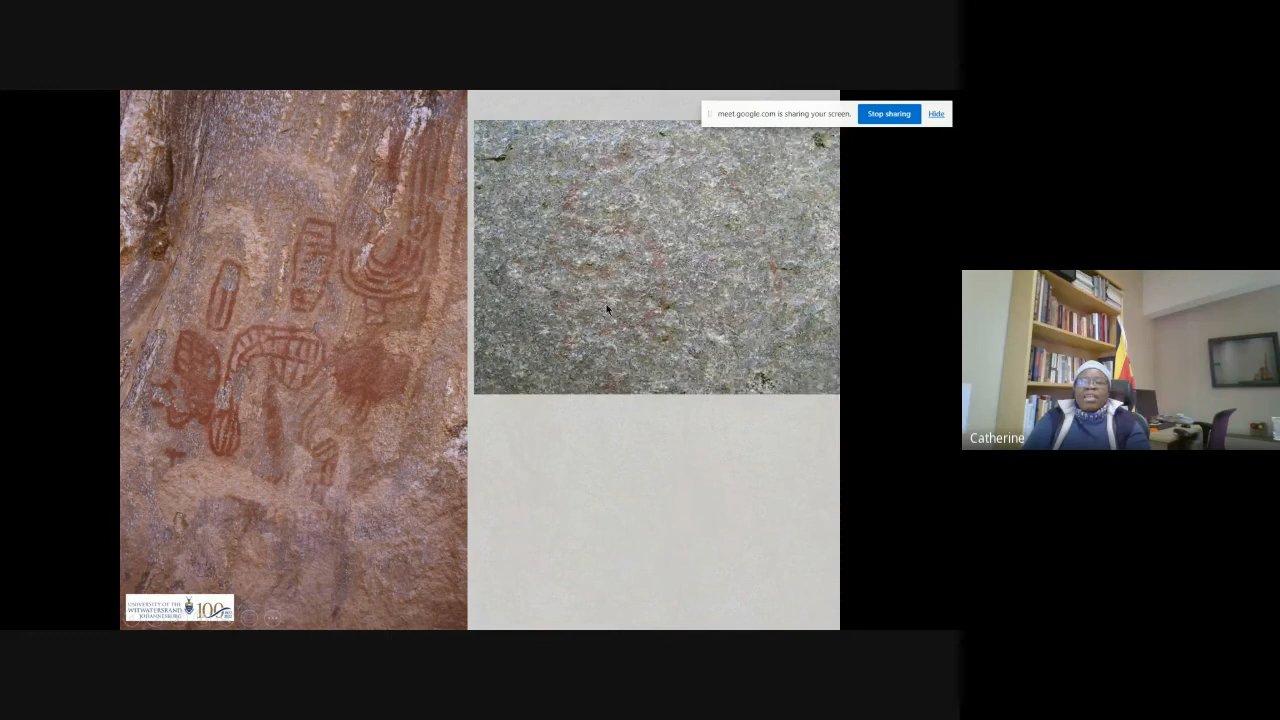 meet.google.com is sharing your screen.
Stop sharing
Hide
Catherine
UNIVERSITY OF THE
WITWATERSRAND
JOHANNESBURG
100